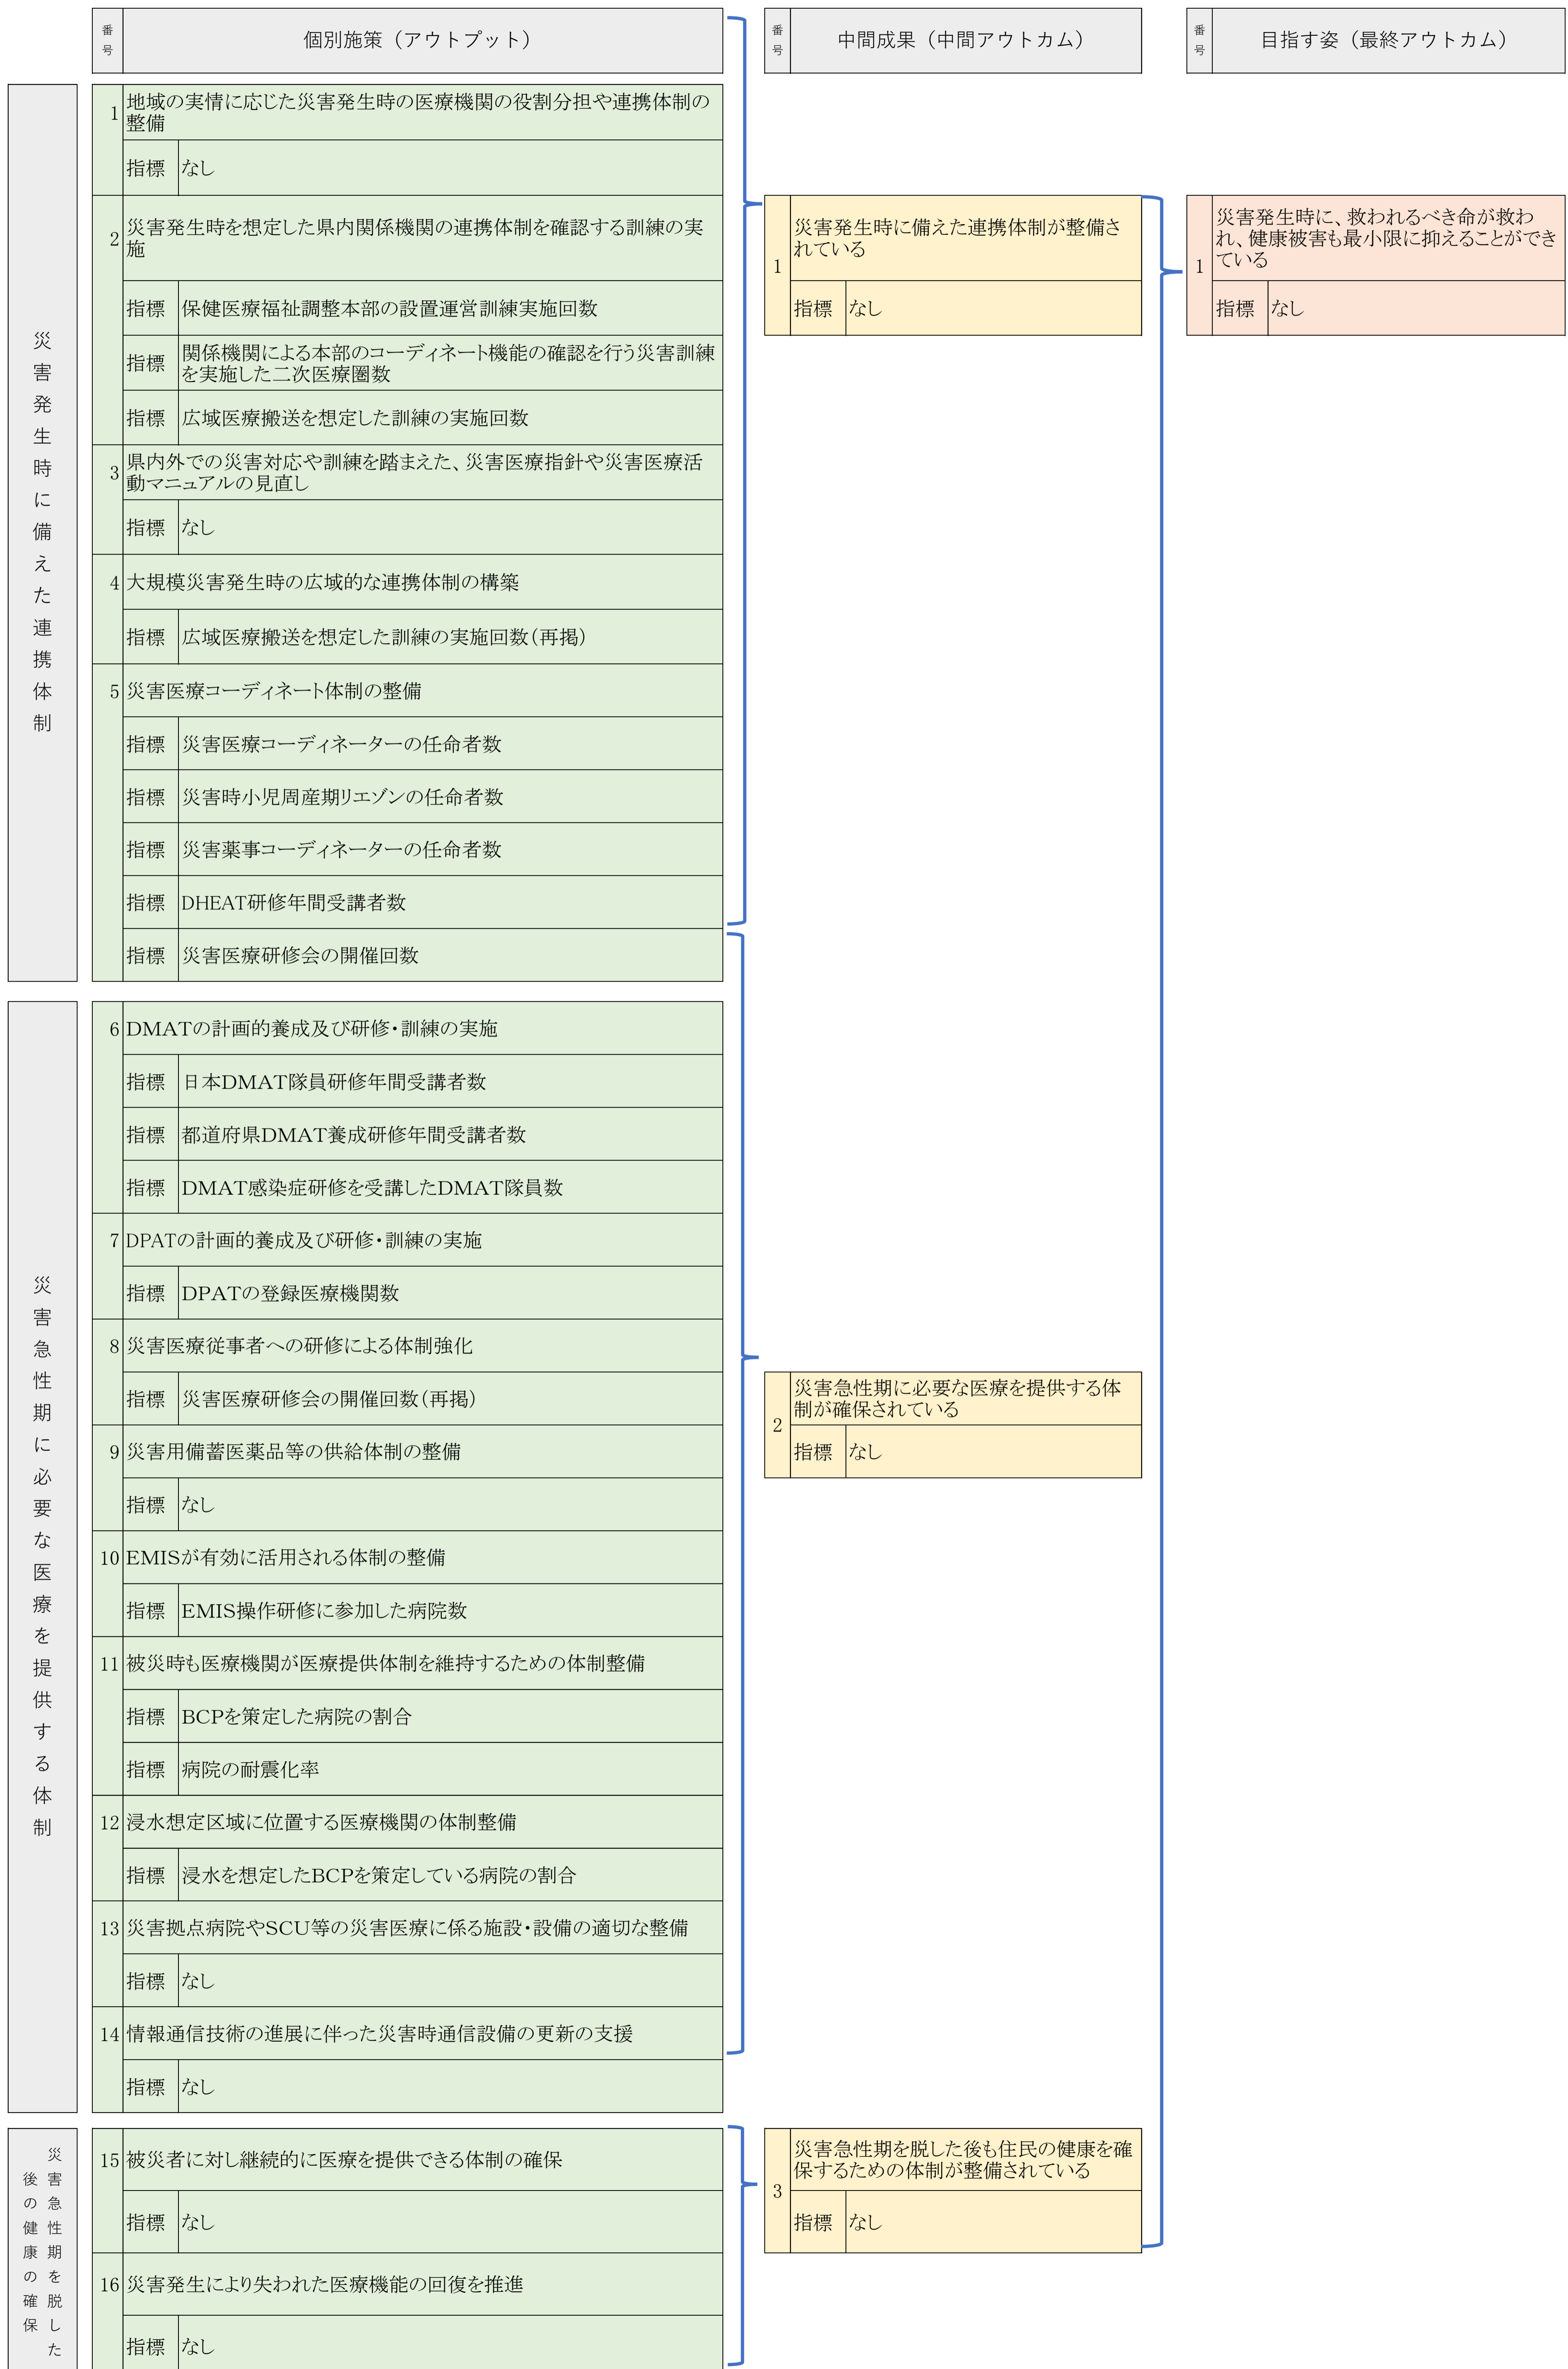 番号
個別施策（アウトプット）
番号
中間成果（中間アウトカム）
番号
目指す姿（最終アウトカム）
災害発生時に備えた連携体制
1
地域の実情に応じた災害発生時の医療機関の役割分担や連携体制の
整備
指標
なし
2
災害発生時を想定した県内関係機関の連携体制を確認する訓練の実
施
指標
保健医療福祉調整本部の設置運営訓練実施回数
指標
関係機関による本部のコーディネート機能の確認を行う災害訓練
を実施した二次医療圏数
指標
広域医療搬送を想定した訓練の実施回数
3
県内外での災害対応や訓練を踏まえた、災害医療指針や災害医療活
動マニュアルの見直し
指標
なし
4
大規模災害発生時の広域的な連携体制の構築
指標
広域医療搬送を想定した訓練の実施回数（再掲）
5
災害医療コーディネート体制の整備
指標
災害医療コーディネーターの任命者数
指標
災害時小児周産期リエゾンの任命者数
指標
災害薬事コーディネーターの任命者数
指標
DHEAT研修年間受講者数
指標
災害医療研修会の開催回数
1
災害発生時に備えた連携体制が整備さ
れている
指標
なし
1
災害発生時に、救われるべき命が救わ
れ、健康被害も最小限に抑えることができ
ている
指標
なし
災害急性期に必要な医療を提供する体制
6
DMATの計画的養成及び研修・訓練の実施
指標
日本DMAT隊員研修年間受講者数
指標
都道府県DMAT養成研修年間受講者数
指標
DMAT感染症研修を受講したDMAT隊員数
7
DPATの計画的養成及び研修・訓練の実施
指標
DPATの登録医療機関数
8
災害医療従事者への研修による体制強化
指標
災害医療研修会の開催回数（再掲）
9
災害用備蓄医薬品等の供給体制の整備
指標
なし
10
EMISが有効に活用される体制の整備
指標
EMIS操作研修に参加した病院数
11
被災時も医療機関が医療提供体制を維持するための体制整備
指標
BCPを策定した病院の割合
指標
病院の耐震化率
12
浸水想定区域に位置する医療機関の体制整備
指標
浸水を想定したBCPを策定している病院の割合
13
災害拠点病院やSCU等の災害医療に係る施設・設備の適切な整備
指標
なし
14
情報通信技術の進展に伴った災害時通信設備の更新の支援
指標
なし
2
災害急性期に必要な医療を提供する体
制が確保されている
指標
なし
災害急性期を脱した
後の健康の確保
15
被災者に対し継続的に医療を提供できる体制の確保
指標
なし
16
災害発生により失われた医療機能の回復を推進
指標
なし
3
災害急性期を脱した後も住民の健康を確
保するための体制が整備されている
指標
なし